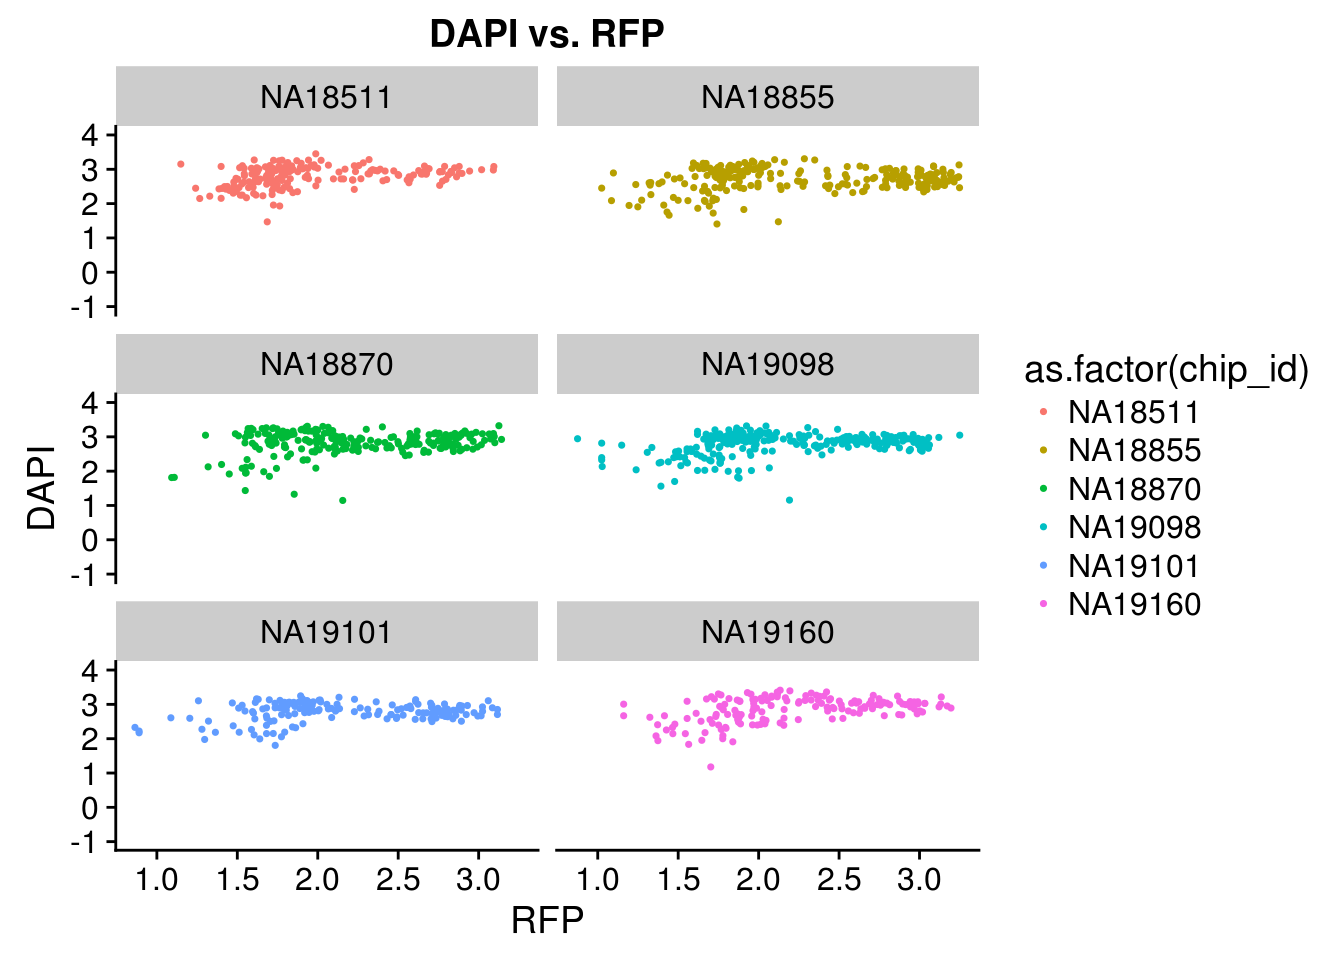 DAPI vs. RFP
NA18511
NA18855
4
3
2
1
0
-1
NA18870
NA19098
4
3
2
1
0
-1
NA19101
NA19160
4
3
2
1
0
-1
1.0 1.5 2.0 2.5 3.0
1.0 1.5 2.0 2.5 3.0
RFP
DAPI
as.factor(chip_id)
NA18511
NA18855
NA18870
NA19098
NA19101
NA19160